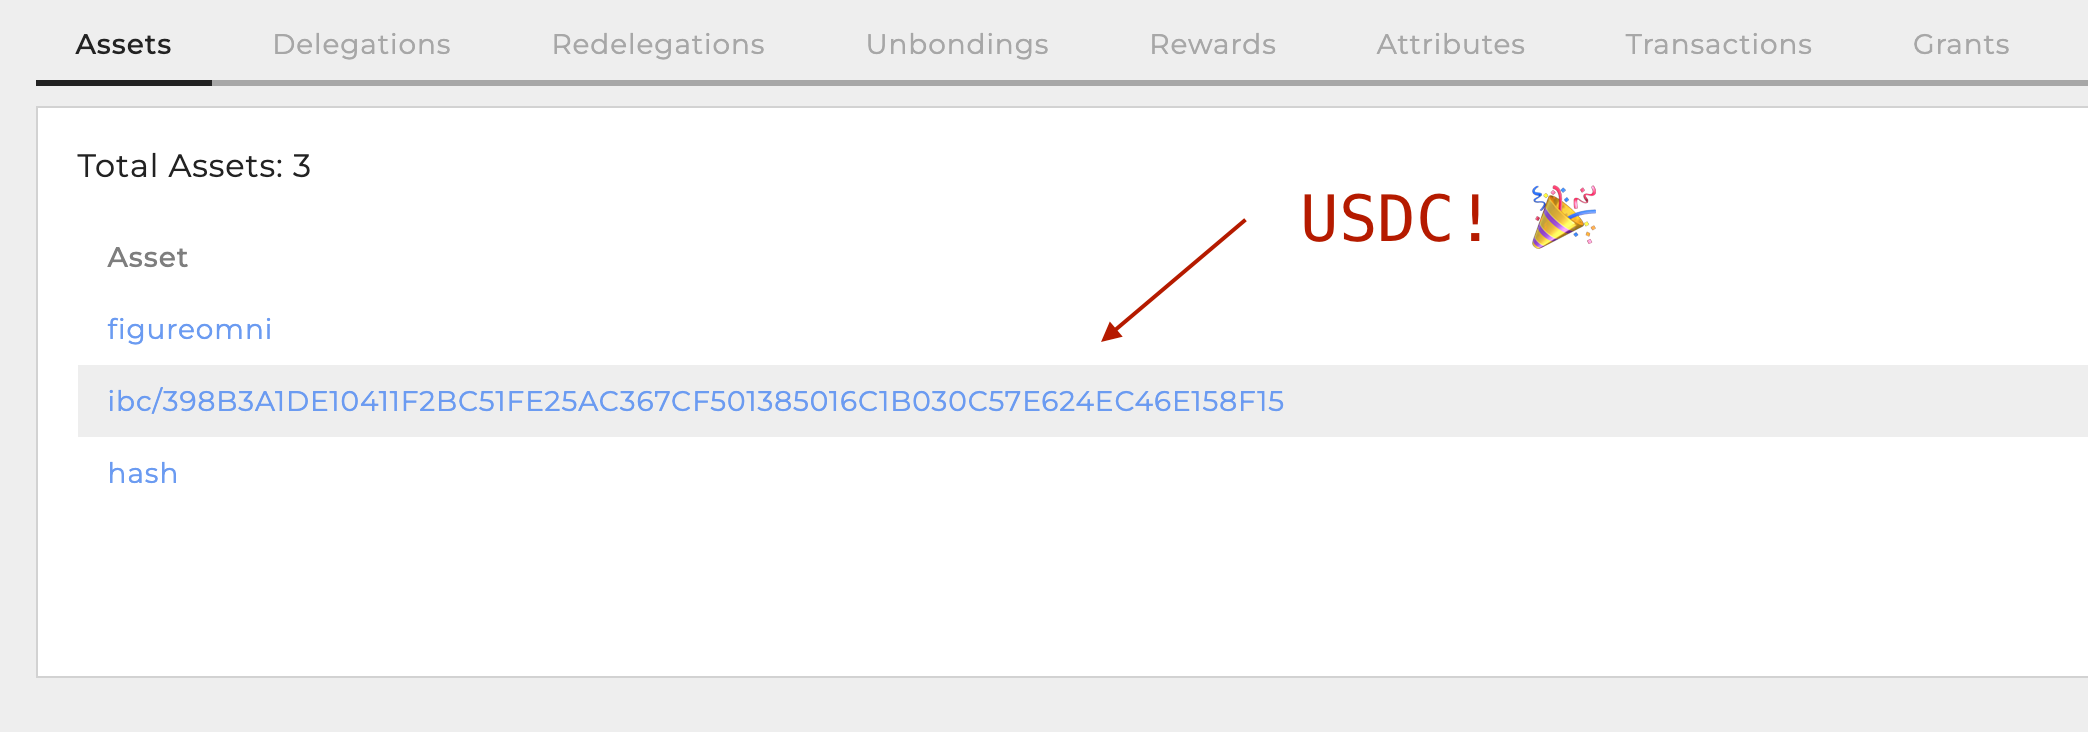 Assets Delegations Redelegations Unbondings Rewards Attributes Transactions Grants
Total Assets: 3
USDC! 🎉
Asset
figureomni
ibc/398B3A1DE10411F2BC51FE25AC367CF501385016C1B030C57E624EC46E158F15
hash